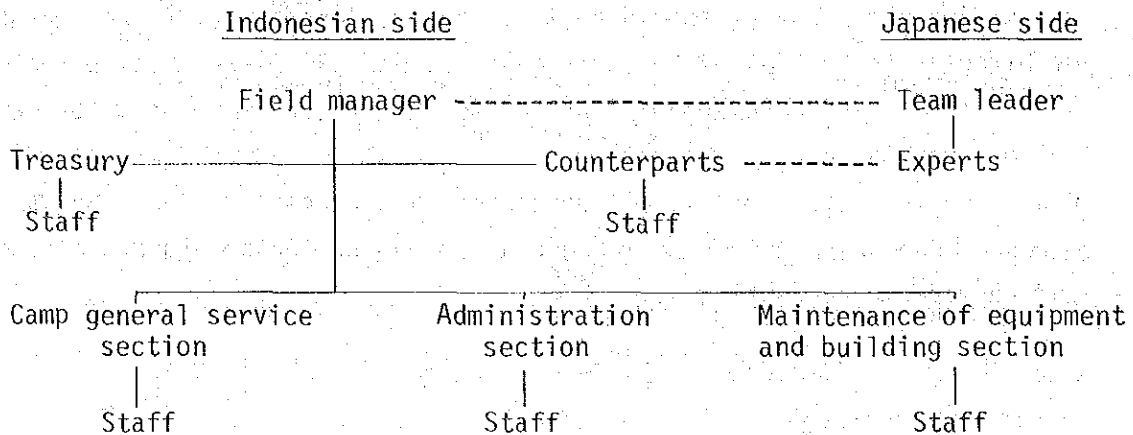 Indonesian side Japanese side
Field manager Team leader
Treasury Counterparts Experts
Staff Staff
Camp general service Administration Maintenance of equipment
section section and building section
Staff Staff Staff